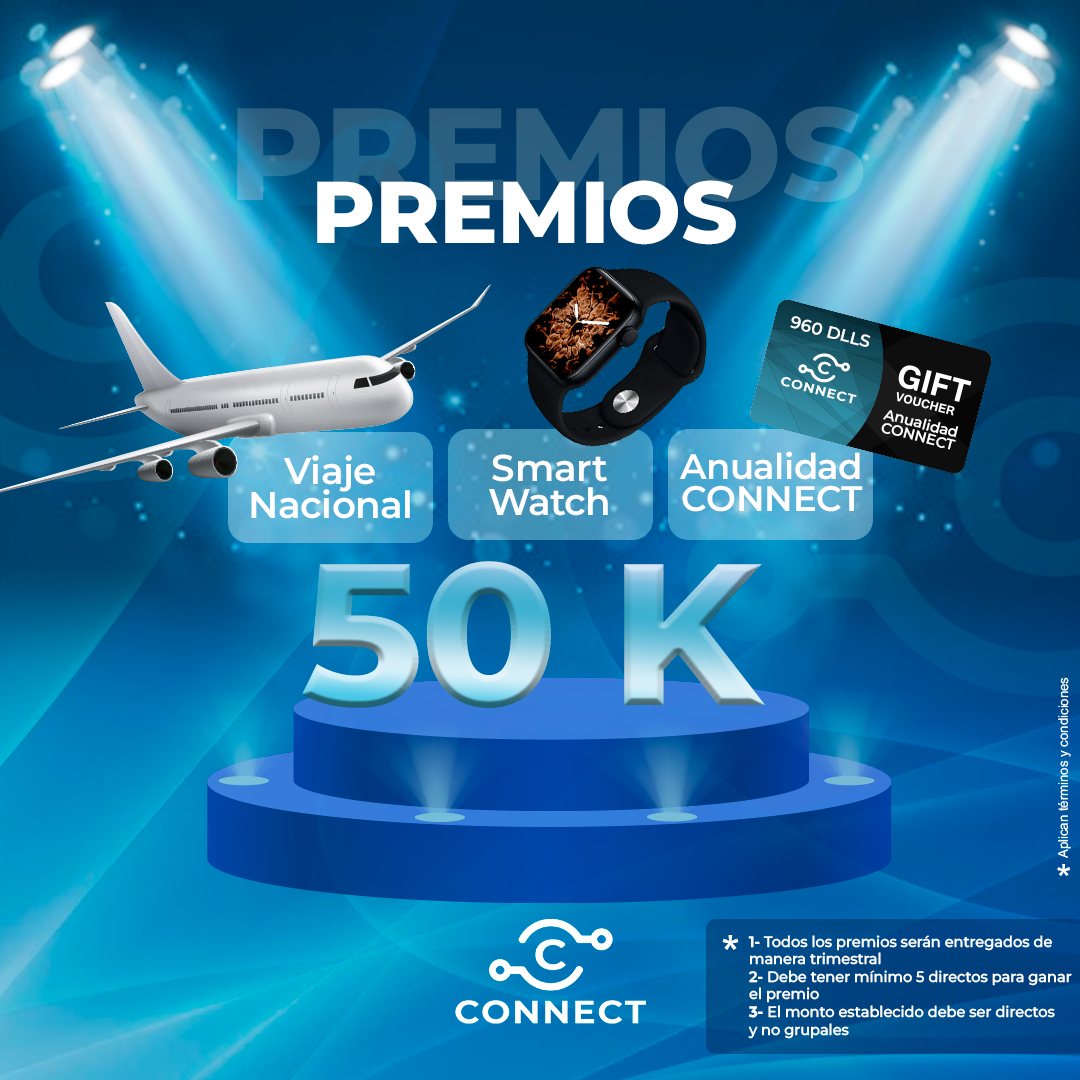 PREMIOS
PREMIOS
960 DLLS
CONNECT
GIFT
VOUCHER
Anualidad
CONNECT
Viaje
Nacional
Smart
Watch
Anualidad
CONNECT
50 K
* Aplican términos y condiciones
C
CONNECT
* 1- Todos los premios serán entregados de
manera trimestral
2- Debe tener mínimo 5 directos para ganar
el premio
3- El monto establecido debe ser directos
y no grupales